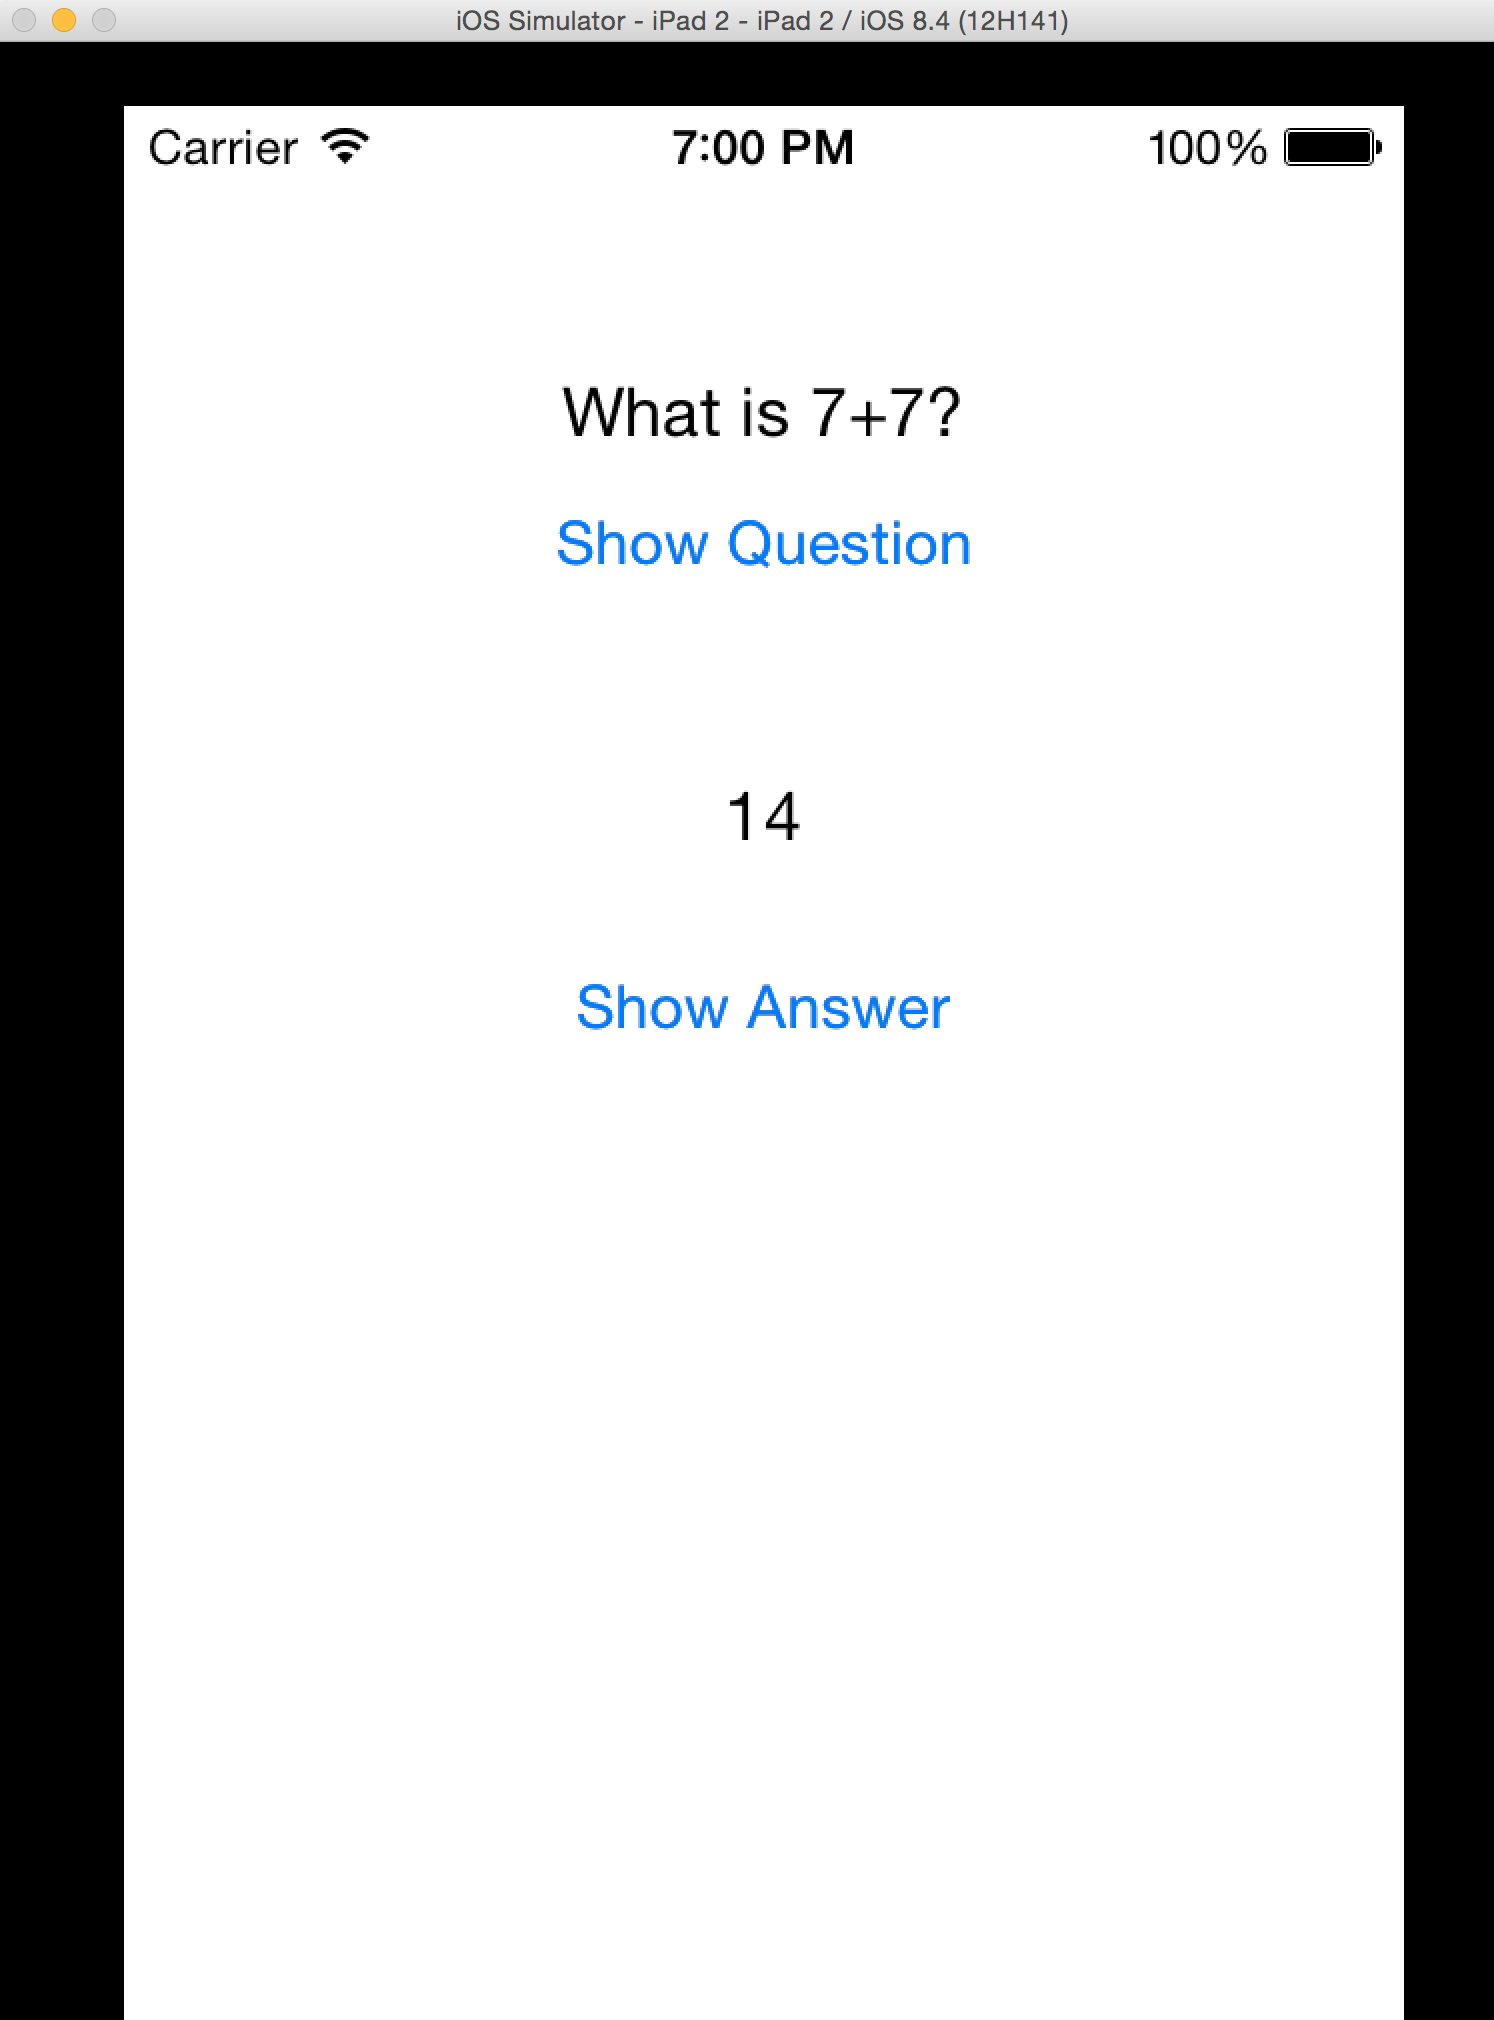 iOS Simulator - iPad 2 - iPad 2 / iOS 8.4 (12H141)
Carrier 7:00 PM 100%
What is 7+7?
Show Question
14
Show Answer